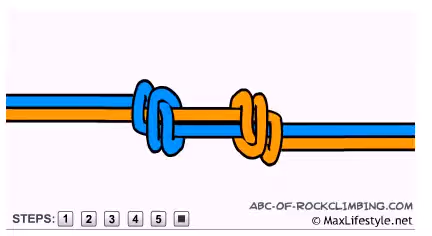 ABC-OF-ROCKCLIMBING.COM
STEPS: 1 2 3 4 5
© MaxLifestyle.net